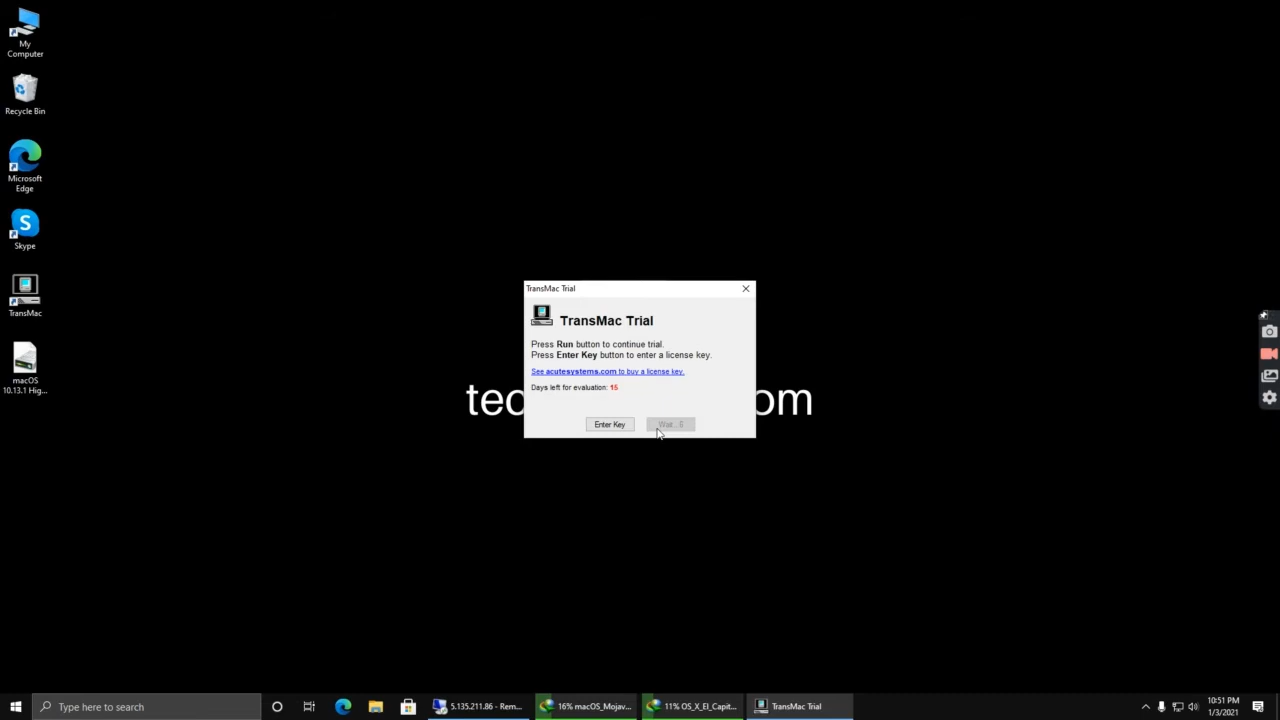 My
Computer
Recycle Bin
Microsoft
Edge
Skype
TransMac
macOS
10.13.1 Hig...
TransMac Trial
TransMac Trial
Press Run button to continue trial.
Press Enter Key button to enter a license key.
See acutesystems.com to buy a license key.
Days left for evaluation: 15
Enter Key
Wait...
tec
om
Type here to search
5.135.211.86 - Rem...
16% macOS_Mojav...
11% OS_X_El_Capit...
TransMac Trial
10:51 PM
1/3/2021